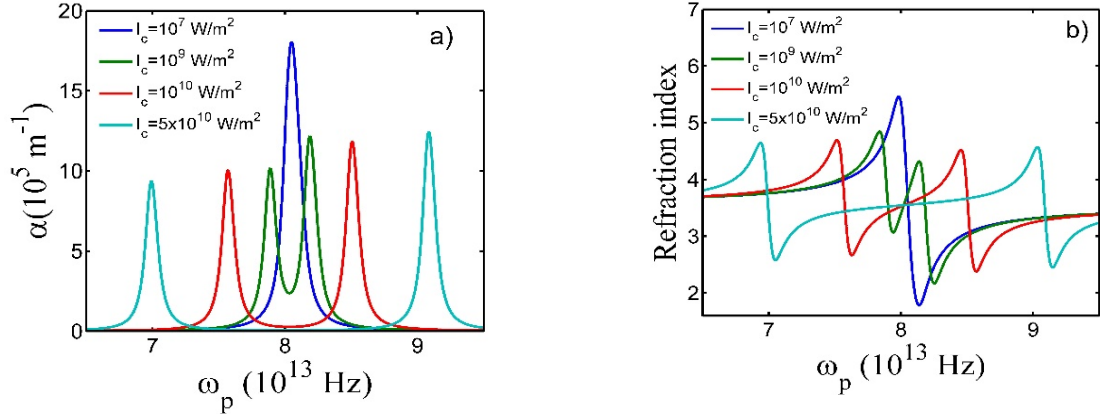 a)
I_c=10^7 W/m^2
I_c=10^9 W/m^2
I_c=10^10 W/m^2
I_c=5x10^10 W/m^2
20
15
10
5
0
α(10^5 m^-1)
7 8 9
ω_p (10^13 Hz)
b)
I_c=10^7 W/m^2
I_c=10^9 W/m^2
I_c=10^10 W/m^2
I_c=5x10^10 W/m^2
7
6
5
4
3
2
Refraction index
7 8 9
ω_p (10^13 Hz)